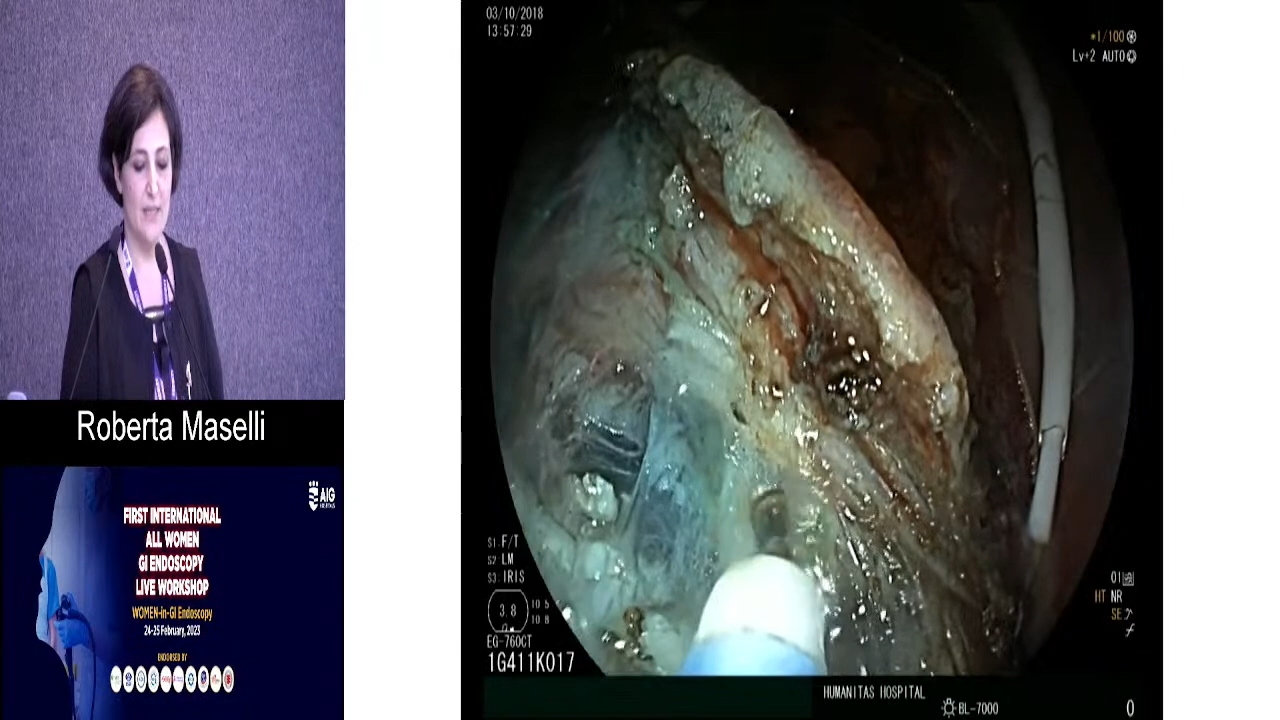 Roberta Maselli
AIG
HOSPITALS
FIRST INTERNATIONAL
ALL WOMEN
GI ENDOSCOPY
LIVE WORKSHOP
WOMEN-in-GI Endoscopy
24-25 February, 2023
ENDORSED BY
03/10/2018
13:57:29
*1/100
Lv+2 AUTO
S1:F/T
S2:LM
S3:IRIS
3.8
EG-760CT
1G411K017
HT NR
SE
HUMANITAS HOSPITAL
BL-7000
0